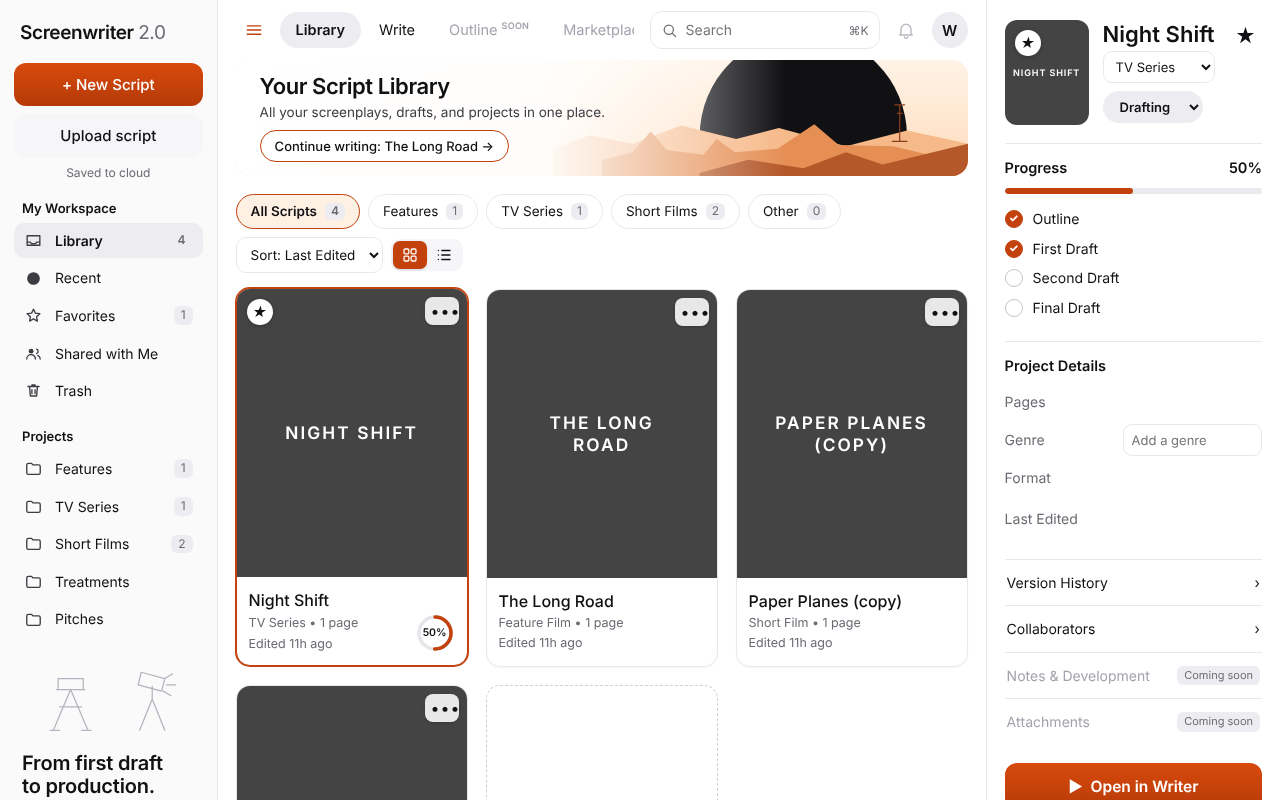 Screenwriter 2.0
+ New Script
Upload script
Saved to cloud
My Workspace
Library 4
Recent
Favorites 1
Shared with Me
Trash
Projects
Features 1
TV Series 1
Short Films 2
Treatments
Pitches
From first draft
to production.
Library Write Outline SOON Marketpla
Search ⌘K
W
Your Script Library
All your screenplays, drafts, and projects in one place.
Continue writing: The Long Road →
All Scripts 4 Features 1 TV Series 1 Short Films 2 Other 0
Sort: Last Edited
NIGHT SHIFT
Night Shift
TV Series • 1 page
Edited 11h ago
50%
THE LONG
ROAD
The Long Road
Feature Film • 1 page
Edited 11h ago
PAPER PLANES
(COPY)
Paper Planes (copy)
Short Film • 1 page
Edited 11h ago
NIGHT SHIFT
Night Shift
TV Series
Drafting
Progress 50%
Outline
First Draft
Second Draft
Final Draft
Project Details
Pages
Genre Add a genre
Format
Last Edited
Version History ›
Collaborators ›
Notes & Development Coming soon
Attachments Coming soon
Open in Writer